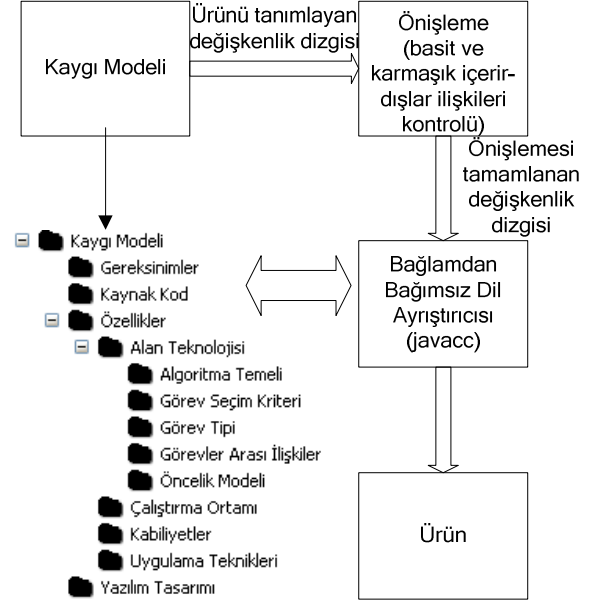 Kaygı Modeli
Ürünü tanımlayan
değişkenlik dizgisi
Önişleme
(basit ve
karmaşık içerir-
dışlar ilişkileri
kontrolü)
Önişlemesi
tamamlanan
değişkenlik
dizgisi
Bağlamdan
Bağımsız Dil
Ayrıştırıcısı
(javacc)
Ürün
Kaygı Modeli
Gereksinimler
Kaynak Kod
Özellikler
Alan Teknolojisi
Algoritma Temeli
Görev Seçim Kriteri
Görev Tipi
Görevler Arası İlişkiler
Öncelik Modeli
Çalıştırma Ortamı
Kabiliyetler
Uygulama Teknikleri
Yazılım Tasarımı